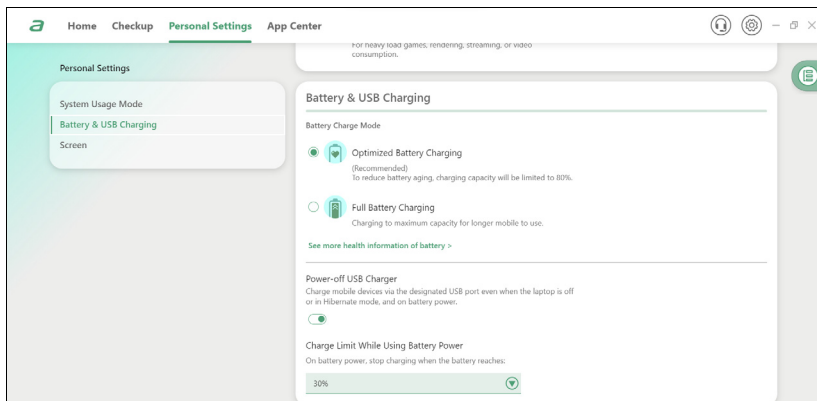 Home Checkup Personal Settings App Center
For heavy load games, rendering, streaming, or video
consumption.
Personal Settings
System Usage Mode
Battery & USB Charging
Screen
Battery & USB Charging
Battery Charge Mode
Optimized Battery Charging
(Recommended)
To reduce battery aging, charging capacity will be limited to 80%.
Full Battery Charging
Charging to maximum capacity for longer mobile to use.
See more health information of battery >
Power-off USB Charger
Charge mobile devices via the designated USB port even when the laptop is off
or in Hibernate mode, and on battery power.
Charge Limit While Using Battery Power
On battery power, stop charging when the battery reaches:
30%